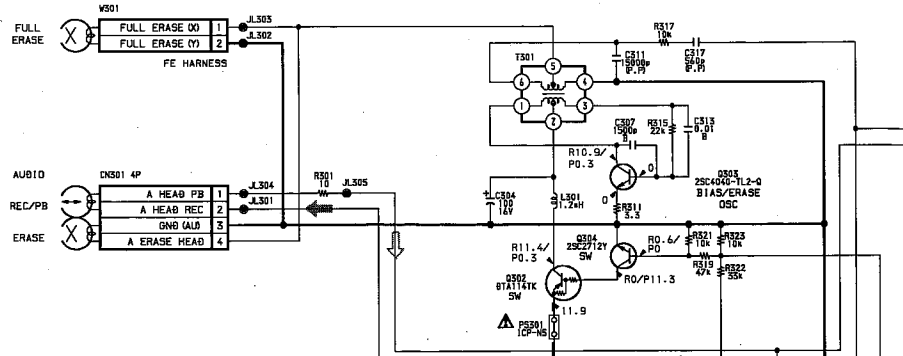 W301
FULL ERASE
FULL ERASE (X) 1 JL303
FULL ERASE (Y) 2 JL302
FE HARNESS
AUDIO
REC/PB
ERASE
CN301 4P
A HEAD PB 1 JL304
A HEAD REC 2 JL301
GND (AU) 3
A ERASE HEAD 4
R301
10
JL305
C304
100
16V
T301
5
6
4
1
3
2
C311
15000p
(P.P)
R317
10k
C317
560p
(P.P)
C307
1500p
B
R315
22k
C313
0.01
B
R10.9/
P0.3
0
0
Q303
2SC4040-TL2-Q
BIAS/ERASE
OSC
L301
1.2mH
R311
3.3
Q304
2SC2712Y
SW
R0.6/
P0
R321
10k
R323
10k
R319
47k
R322
33k
R0/P11.3
R11.4/
P0.3
Q302
DTA114TK
SW
11.9
PS301
ICP-N5